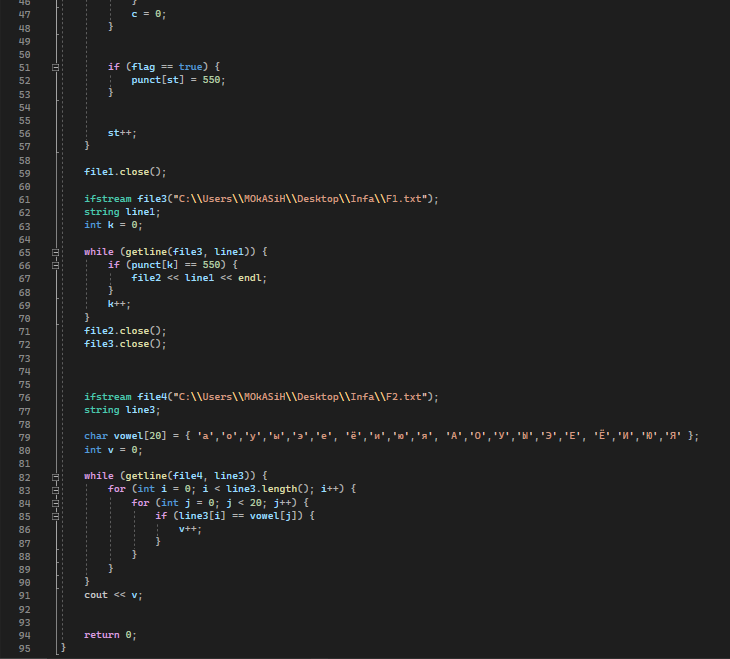 46 }
47 c = 0;
48 }
49
50
51 if (flag == true) {
52 punct[st] = 550;
53 }
54
55
56 st++;
57 }
58
59 file1.close();
60
61 ifstream file3("C:\\Users\\MOkASiH\\Desktop\\Infa\\F1.txt");
62 string line1;
63 int k = 0;
64
65 while (getline(file3, line1)) {
66 if (punct[k] == 550) {
67 file2 << line1 << endl;
68 }
69 k++;
70 }
71 file2.close();
72 file3.close();
73
74
75
76 ifstream file4("C:\\Users\\MOkASiH\\Desktop\\Infa\\F2.txt");
77 string line3;
78
79 char vowel[20] = { 'а','о','у','ы','э','е', 'ё','и','ю','я', 'А','О','У','Ы','Э','Е', 'Ё','И','Ю','Я' };
80 int v = 0;
81
82 while (getline(file4, line3)) {
83 for (int i = 0; i < line3.length(); i++) {
84 for (int j = 0; j < 20; j++) {
85 if (line3[i] == vowel[j]) {
86 v++;
87 }
88 }
89 }
90 }
91 cout << v;
92
93
94 return 0;
95 }